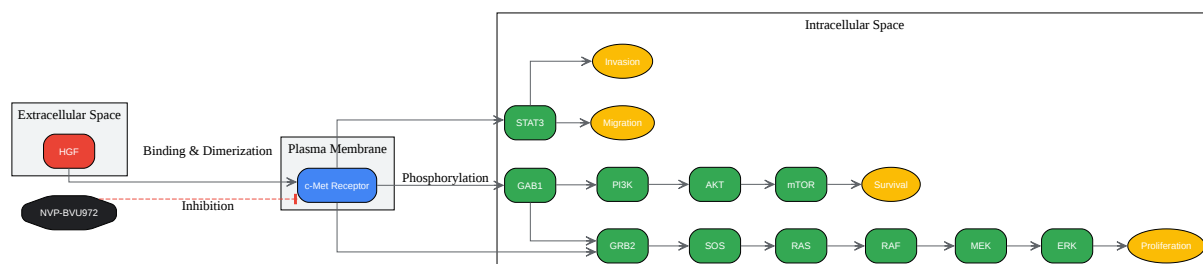 Intracellular Space
Invasion
Extracellular Space
STAT3
Migration
HGF
Binding & Dimerization
Plasma Membrane
c-Met Receptor
Phosphorylation
GAB1
PI3K
AKT
mTOR
Survival
NVP-BVU972
Inhibition
GRB2
SOS
RAS
RAF
MEK
ERK
Proliferation